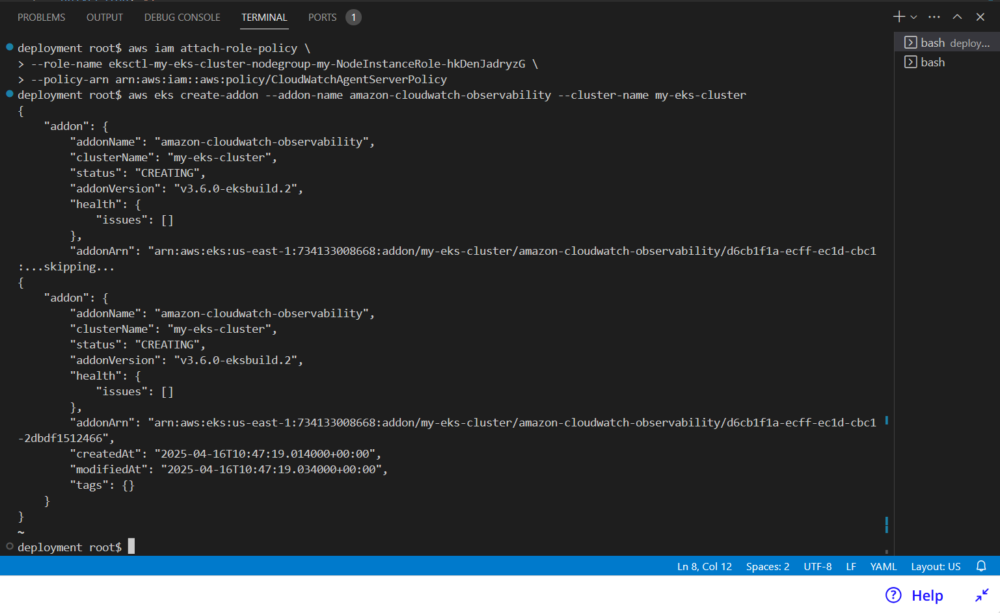 PROBLEMS OUTPUT DEBUG CONSOLE TERMINAL PORTS 1
deployment root$ aws iam attach-role-policy \
> --role-name eksctl-my-eks-cluster-nodegroup-my-NodeInstanceRole-hkDenJadryzG \
> --policy-arn arn:aws:iam::aws:policy/CloudWatchAgentServerPolicy
deployment root$ aws eks create-addon --addon-name amazon-cloudwatch-observability --cluster-name my-eks-cluster
{
    "addon": {
        "addonName": "amazon-cloudwatch-observability",
        "clusterName": "my-eks-cluster",
        "status": "CREATING",
        "addonVersion": "v3.6.0-eksbuild.2",
        "health": {
            "issues": []
        },
        "addonArn": "arn:aws:eks:us-east-1:734133008668:addon/my-eks-cluster/amazon-cloudwatch-observability/d6cb1f1a-ecff-ec1d-cbc1
:...skipping...
{
    "addon": {
        "addonName": "amazon-cloudwatch-observability",
        "clusterName": "my-eks-cluster",
        "status": "CREATING",
        "addonVersion": "v3.6.0-eksbuild.2",
        "health": {
            "issues": []
        },
        "addonArn": "arn:aws:eks:us-east-1:734133008668:addon/my-eks-cluster/amazon-cloudwatch-observability/d6cb1f1a-ecff-ec1d-cbc1
-2dbdf1512466",
        "createdAt": "2025-04-16T10:47:19.014000+00:00",
        "modifiedAt": "2025-04-16T10:47:19.034000+00:00",
        "tags": {}
    }
}
~
deployment root$
bash deploy...
bash
Ln 8, Col 12 Spaces: 2 UTF-8 LF YAML Layout: US
? Help